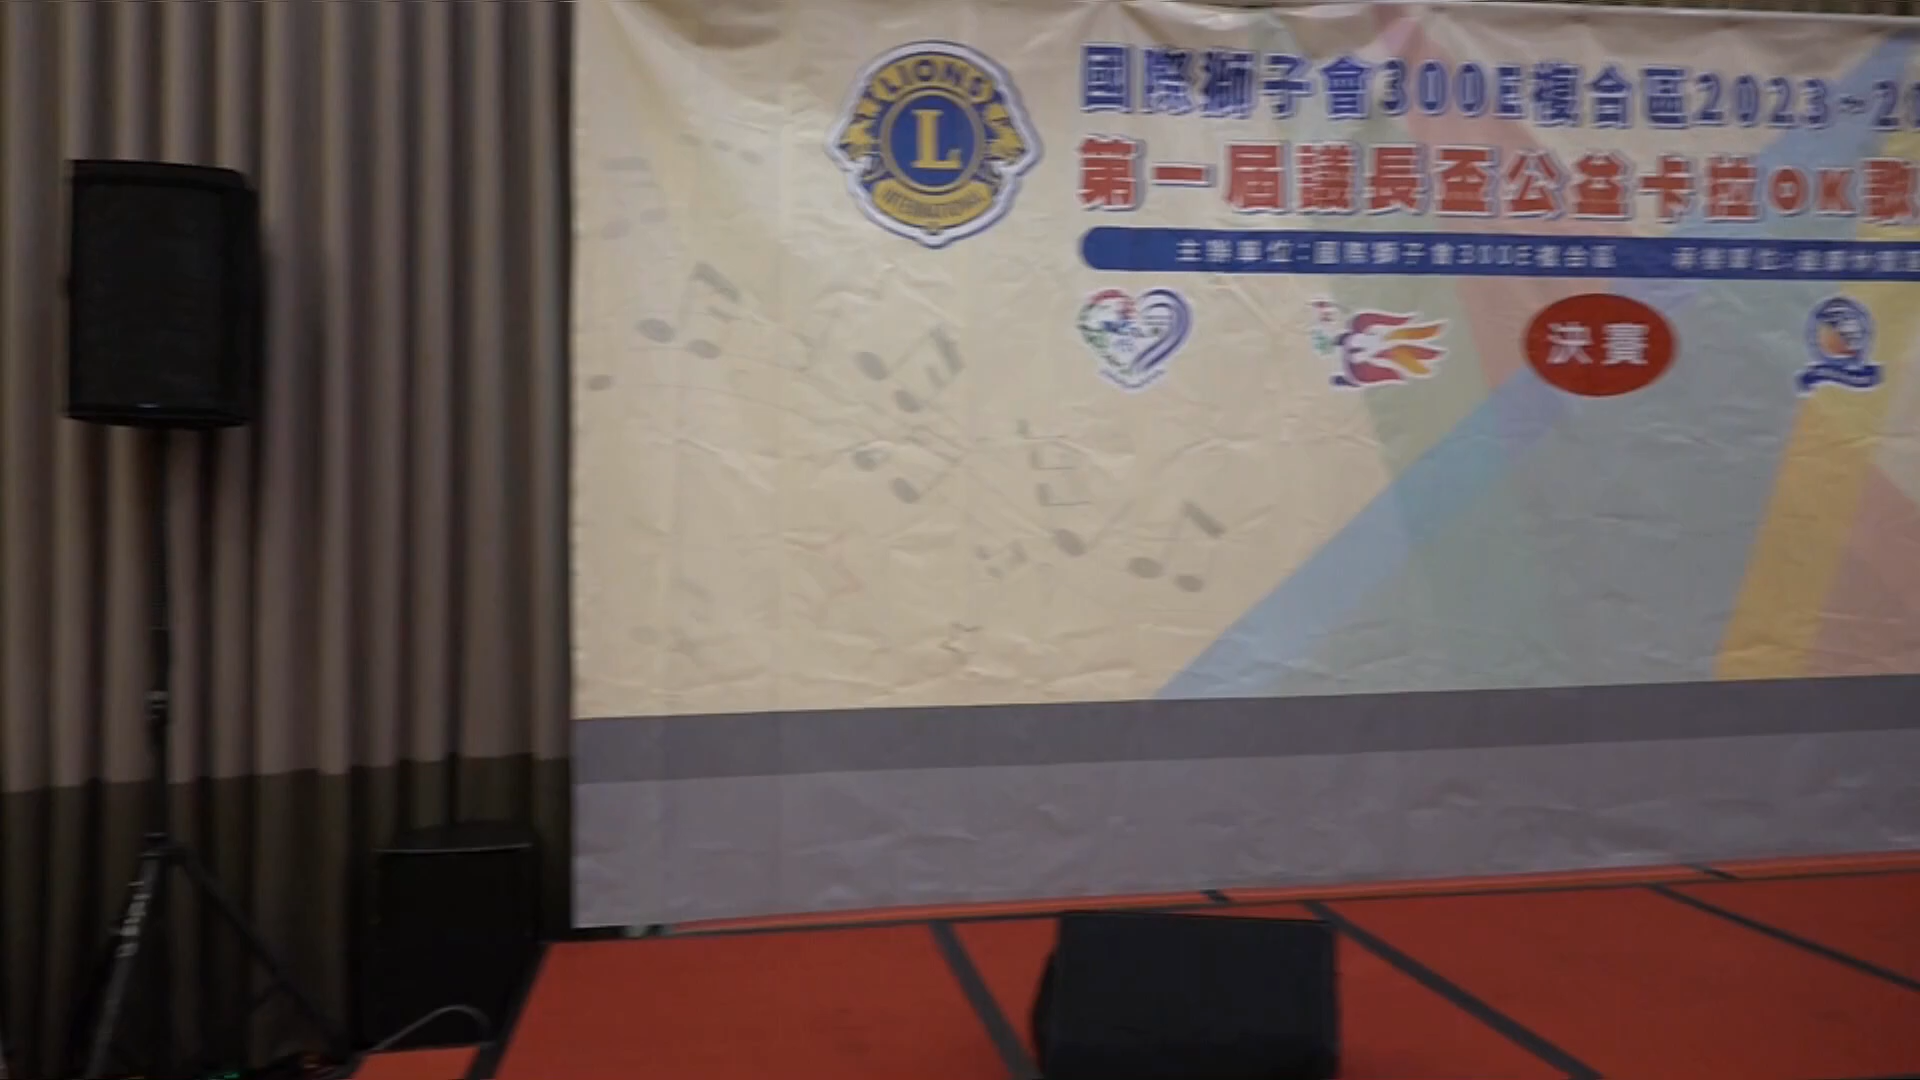 LIONS
L
INTERNATIONAL
國際獅子會300E複合區2023~20
第一屆議長盃公益卡拉OK歌
主辦單位:國際獅子會300E複合區
決賽